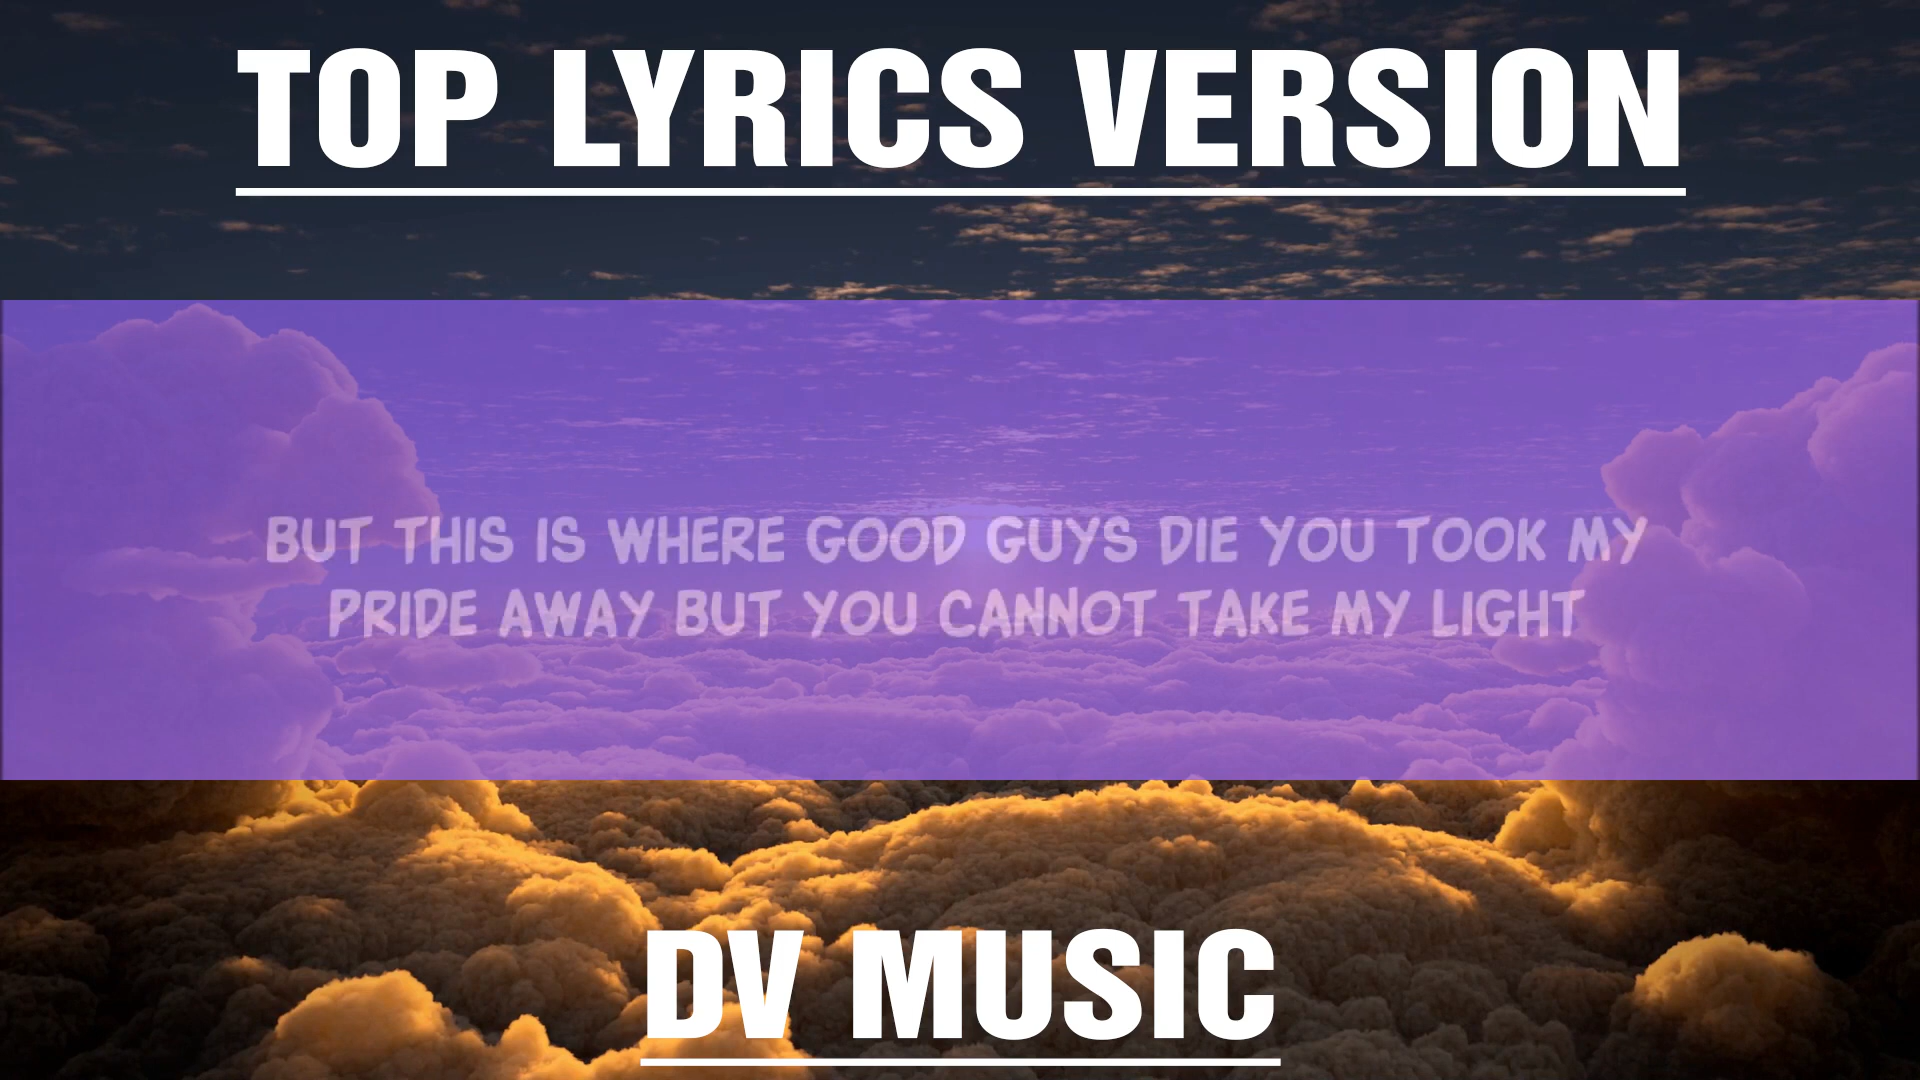 TOP LYRICS VERSION
BUT THIS IS WHERE GOOD GUYS DIE YOU TOOK MY
PRIDE AWAY BUT YOU CANNOT TAKE MY LIGHT
DV MUSIC